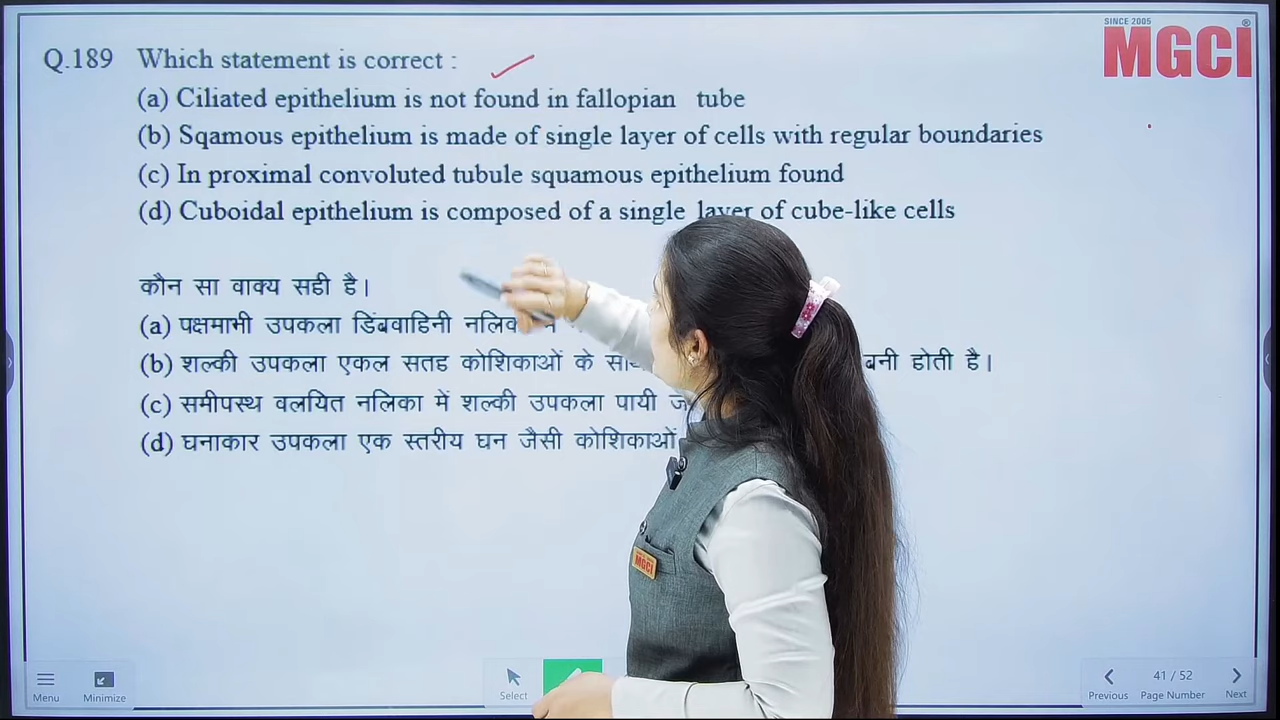 SINCE 2005
MGCI®
Q.189 Which statement is correct :
(a) Ciliated epithelium is not found in fallopian tube
(b) Sqamous epithelium is made of single layer of cells with regular boundaries
(c) In proximal convoluted tubule squamous epithelium found
(d) Cuboidal epithelium is composed of a single layer of cube-like cells
कौन सा वाक्य सही है।
(a) पक्षमाभी उपकला डिंबवाहिनी
(b) शल्की उपकला एकल सतह कोशिकाओं के बनी होती है।
(c) समीपस्थ वलयित नलिका में शल्की उपकला पायी
(d) घनाकार उपकला एक स्तरीय घन जैसी कोशिकाओं
MGCI
Menu
Minimize
Select
Previous
41 / 52
Page Number
Next